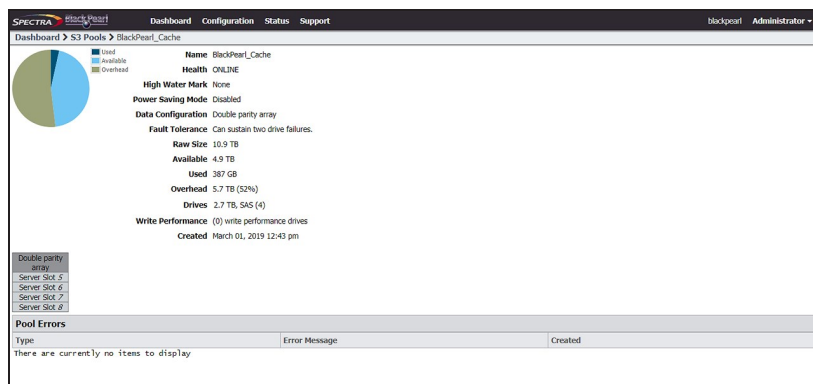 SPECTRA BlackPearl Dashboard Configuration Status Support blackpearl Administrator
Dashboard > S3 Pools > BlackPearl_Cache
Used
Available
Overhead
Name BlackPearl_Cache
Health ONLINE
High Water Mark None
Power Saving Mode Disabled
Data Configuration Double parity array
Fault Tolerance Can sustain two drive failures.
Raw Size 10.9 TB
Available 4.9 TB
Used 387 GB
Overhead 5.7 TB (52%)
Drives 2.7 TB, SAS (4)
Write Performance (0) write performance drives
Created March 01, 2019 12:43 pm
Double parity
array
Server Slot 5
Server Slot 6
Server Slot 7
Server Slot 8
Pool Errors
Type Error Message Created
There are currently no items to display